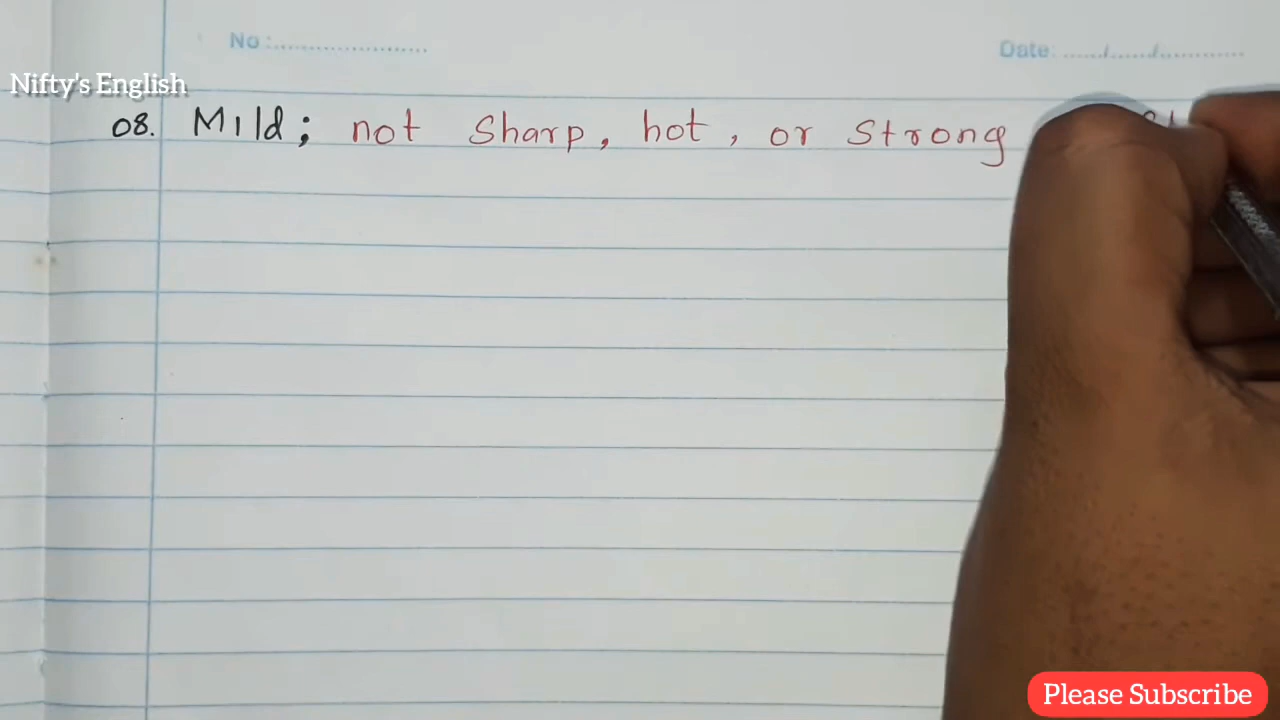 No :......................
Date: ....../....../............
Nifty's English
08. Mild; not Sharp, hot, or Strong
Please Subscribe